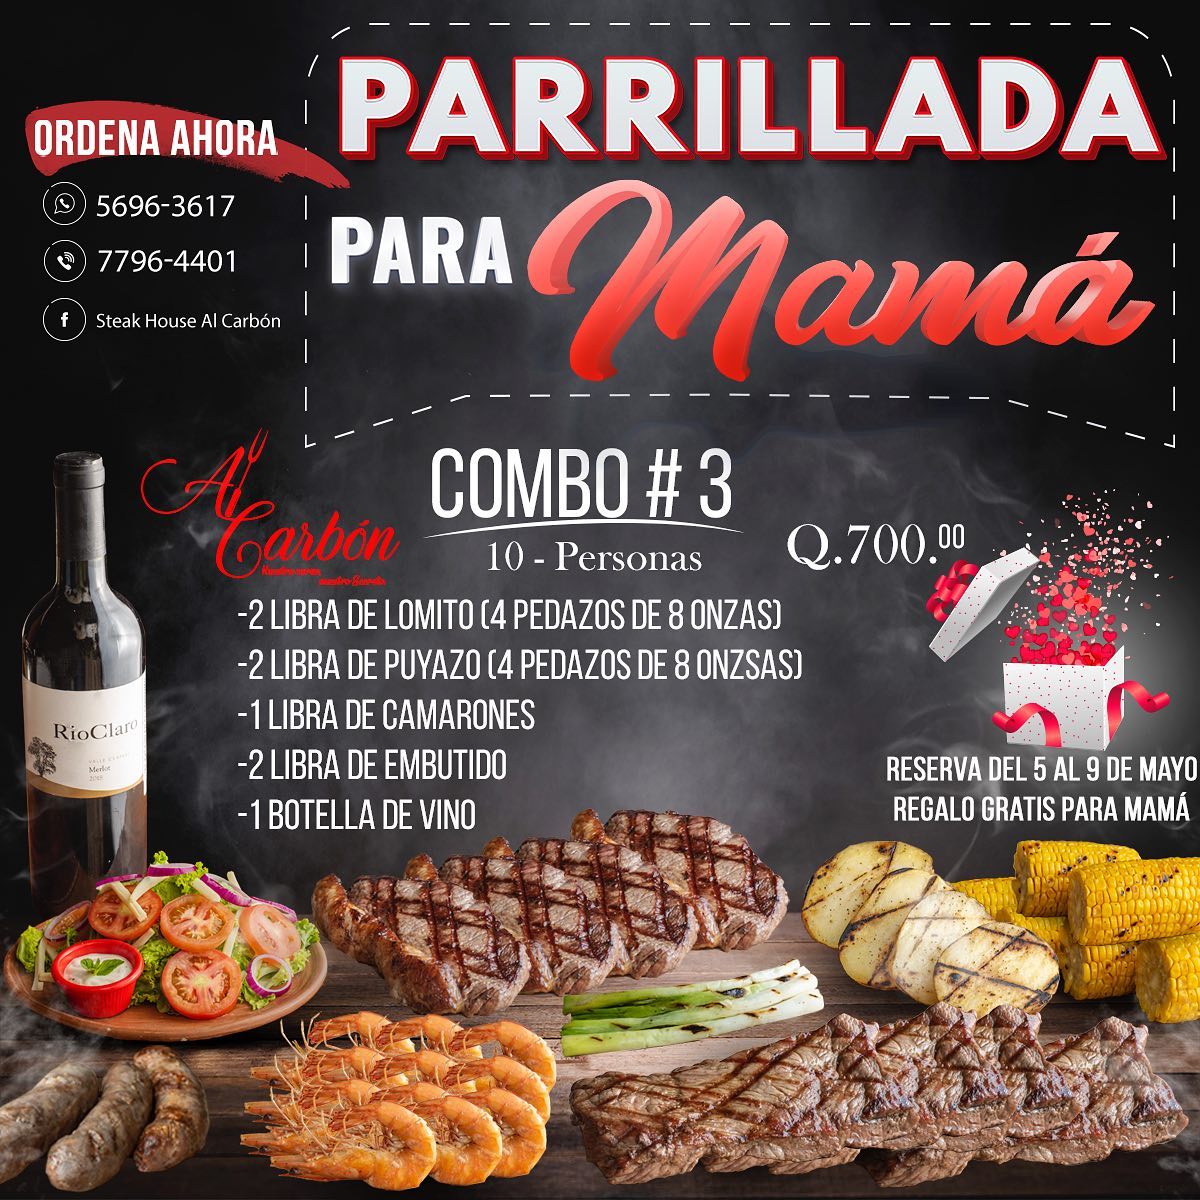 PARRILLADA
PARA Mamá
ORDENA AHORA
5696-3617
7796-4401
f Steak House Al Carbón
Al Carbón
COMBO # 3
10 - Personas
Q.700.00
-2 LIBRA DE LOMITO (4 PEDAZOS DE 8 ONZAS)
-2 LIBRA DE PUYAZO (4 PEDAZOS DE 8 ONZSAS)
-1 LIBRA DE CAMARONES
-2 LIBRA DE EMBUTIDO
-1 BOTELLA DE VINO
RESERVA DEL 5 AL 9 DE MAYO
REGALO GRATIS PARA MAMÁ
RioClaro
Merlot